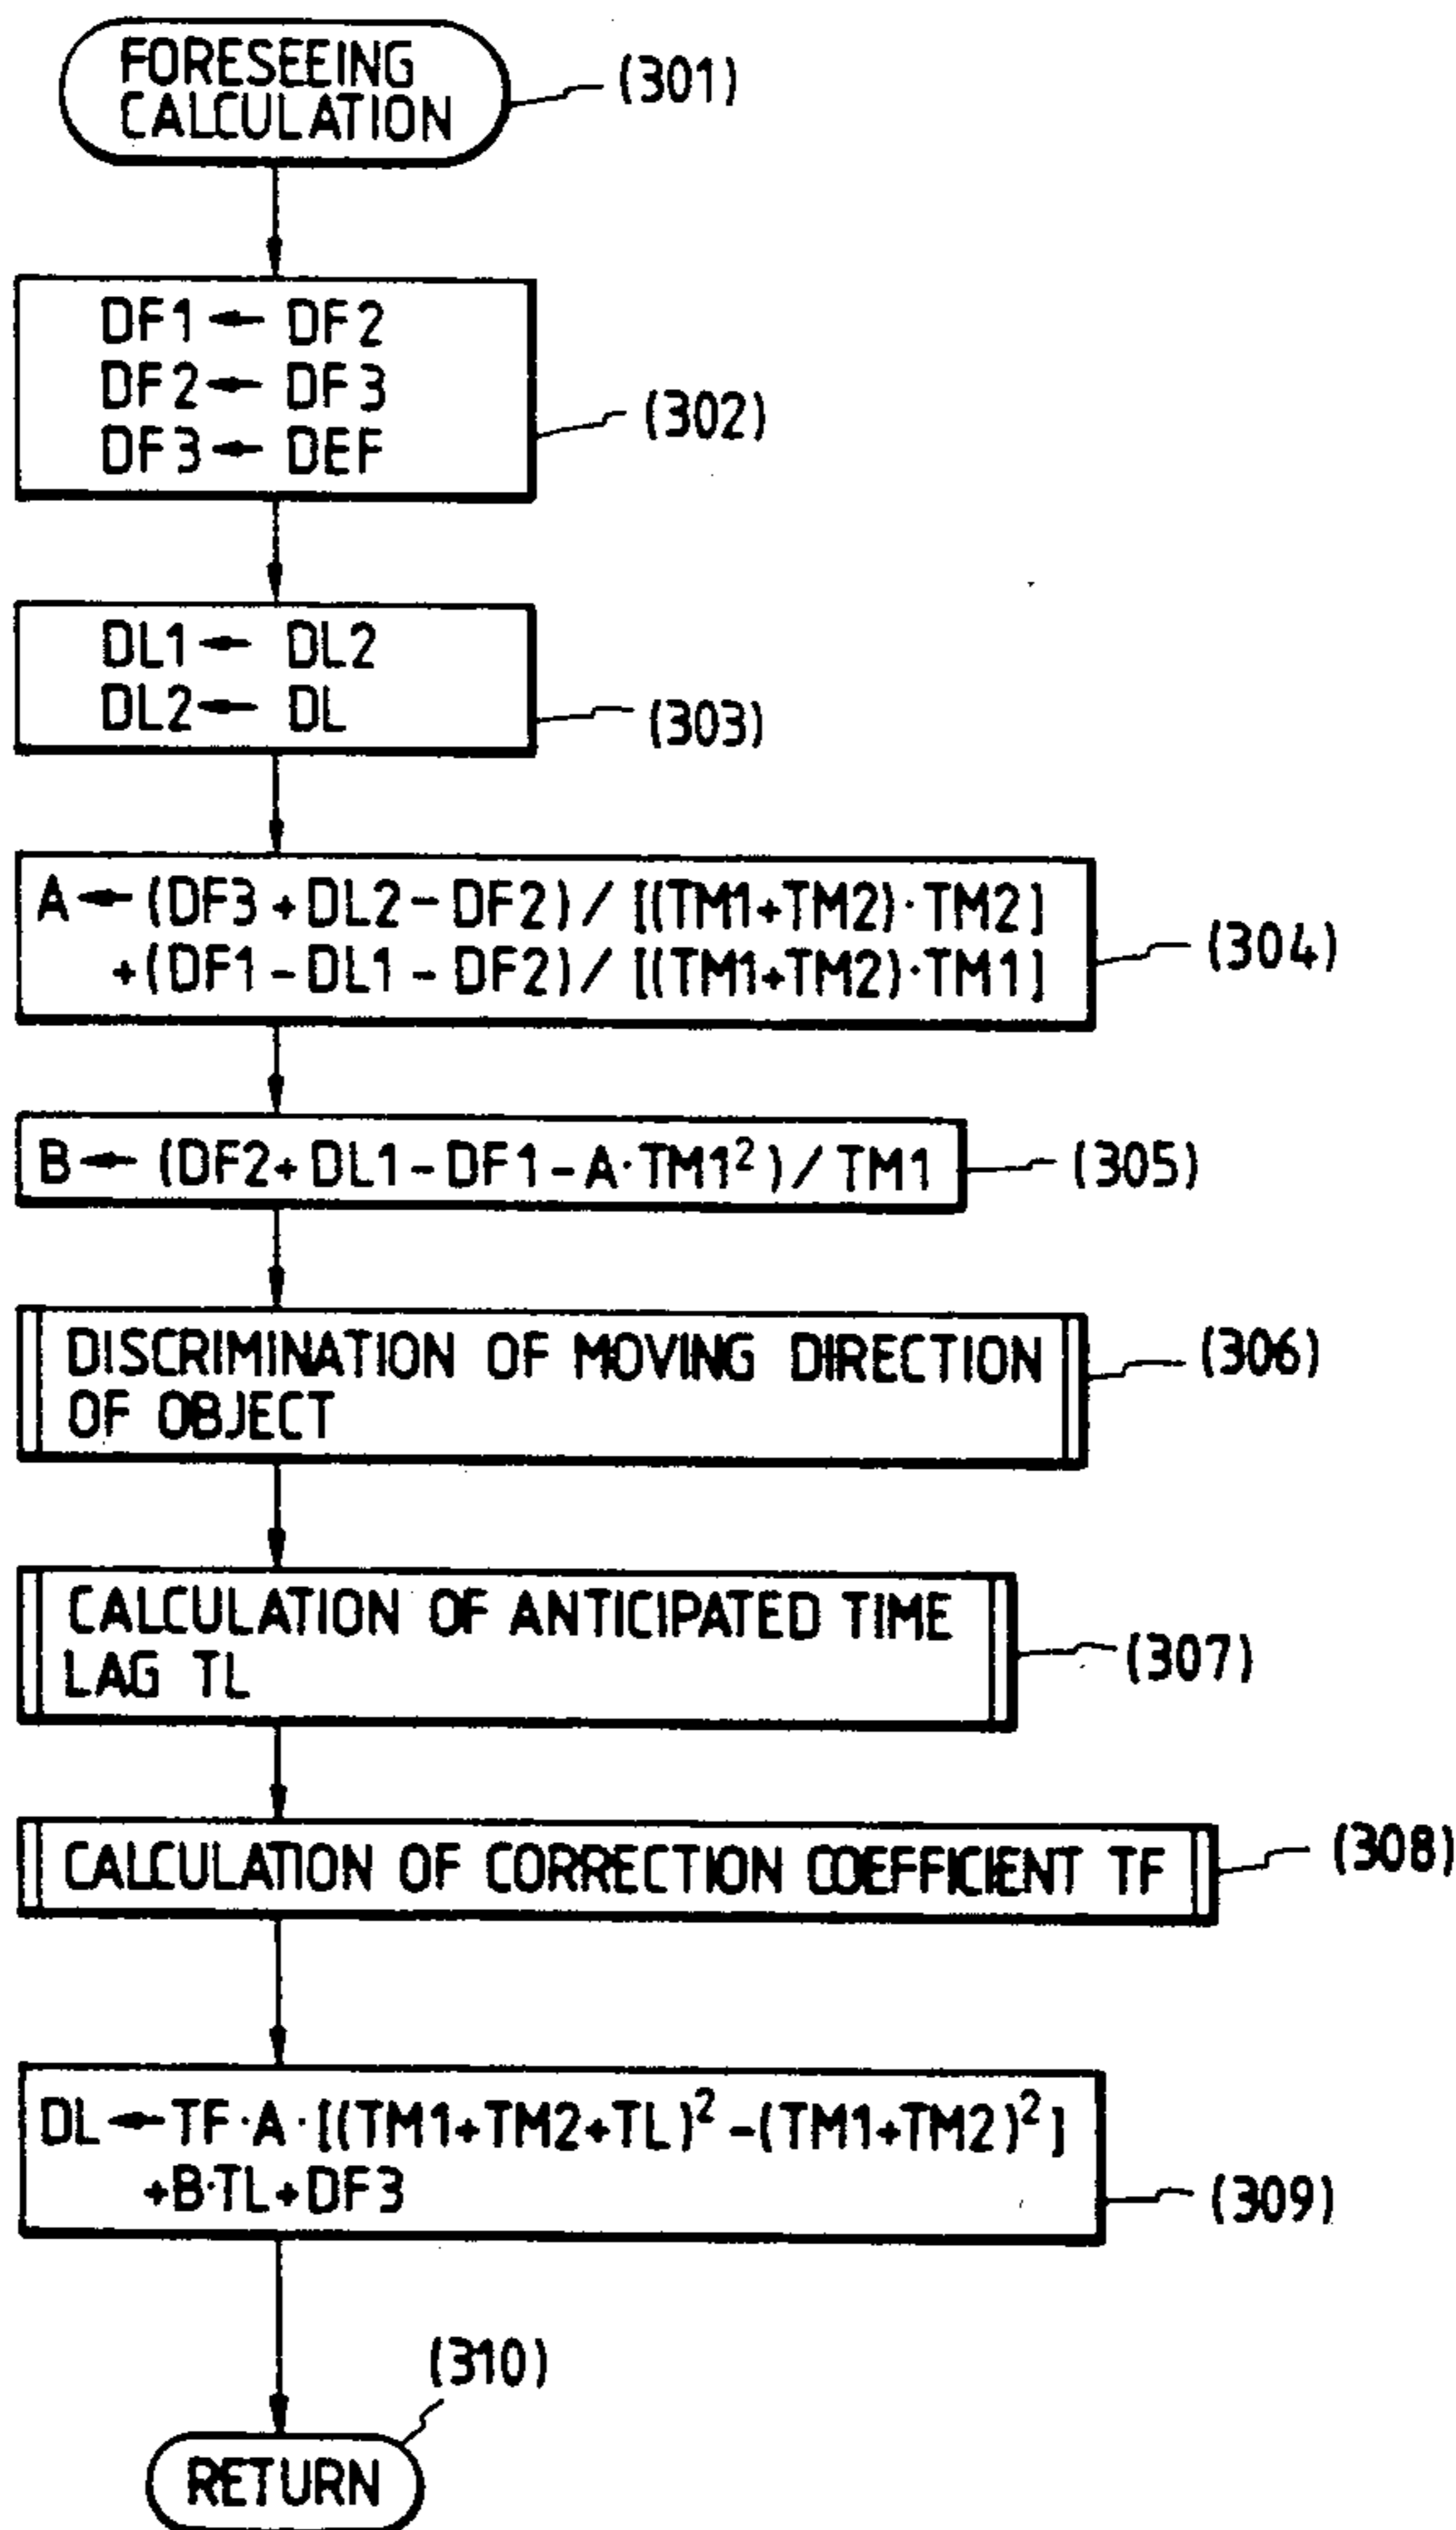 FORESEEING
CALCULATION
(301)
DF1 ← DF2
DF2 ← DF3
DF3 ← DEF
(302)
DL1 ← DL2
DL2 ← DL
(303)
A ← (DF3 + DL2 - DF2) / [(TM1+TM2)·TM2]
+(DF1 - DL1 - DF2) / [(TM1+TM2)·TM1]
(304)
B ← (DF2 + DL1 - DF1 - A·TM1²) / TM1
(305)
DISCRIMINATION OF MOVING DIRECTION
OF OBJECT
(306)
CALCULATION OF ANTICIPATED TIME
LAG TL
(307)
CALCULATION OF CORRECTION COEFFICIENT TF
(308)
DL ← TF·A·[(TM1+TM2+TL)² -(TM1+TM2)²]
+B·TL+DF3
(309)
(310)
RETURN